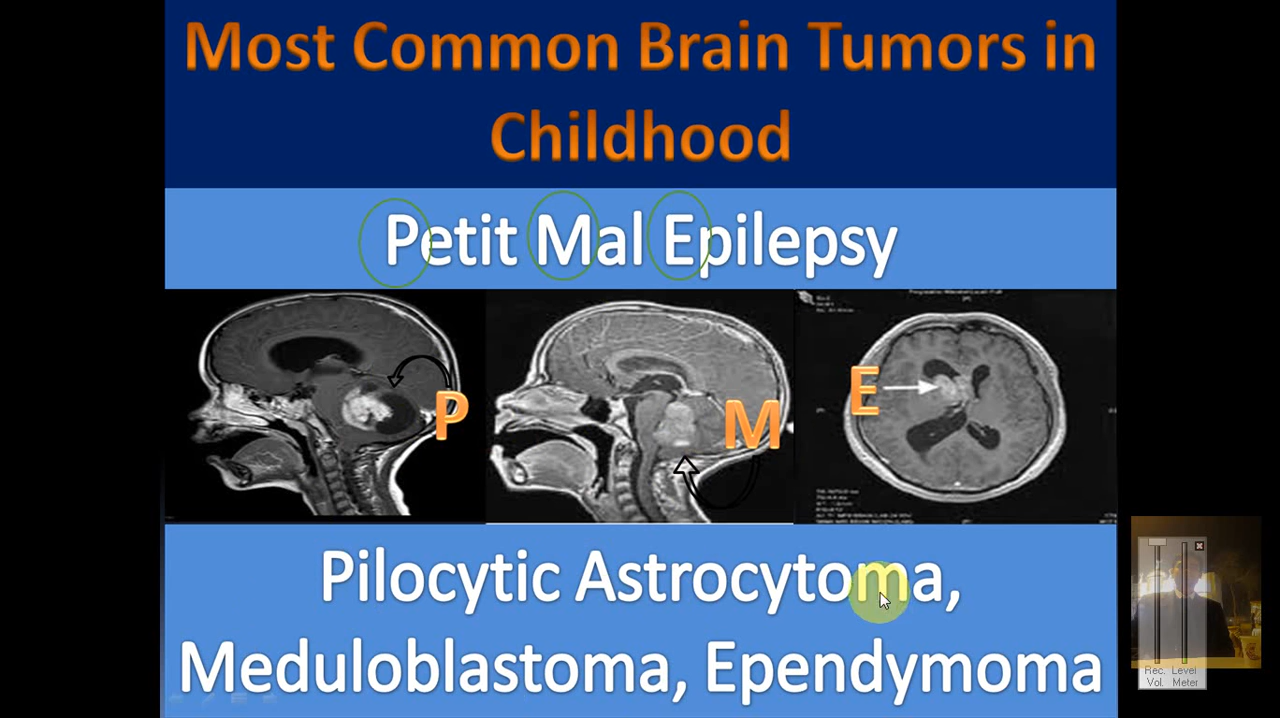 Most Common Brain Tumors in
Childhood
Petit Mal Epilepsy
P
M
E
Pilocytic Astrocytoma,
Meduloblastoma, Ependymoma
Rec. Level
Vol. Meter